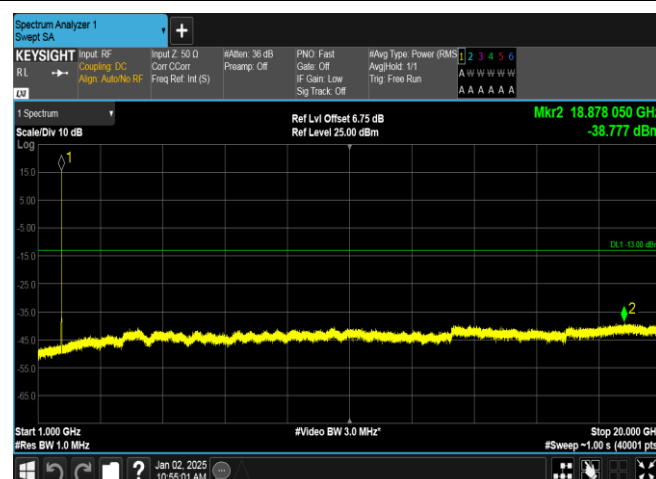 Spectrum Analyzer 1
Swept SA
+
KEYSIGHT Input: RF Input Z: 50 Ω #Atten: 36 dB PNO: Fast #Avg Type: Power (RMS 1 2 3 4 5 6
R L Coupling: DC Corr CCorr Preamp: Off Gate: Off Avg|Hold: 1/1 A W W W W W
Align: Auto/No RF Freq Ref: Int (S) IF Gain: Low Trig: Free Run
LXI Sig Track: Off A A A A A A
1 Spectrum
Ref Lvl Offset 6.75 dB Mkr2 18.878 050 GHz
Scale/Div 10 dB Ref Level 25.00 dBm -38.777 dBm
Log
1
15.0
5.00
-5.00
DL1 -13.00 dBm
-15.0
-25.0
-35.0
2
-45.0
-55.0
-65.0
Start 1.000 GHz #Video BW 3.0 MHz* Stop 20.000 GHz
#Res BW 1.0 MHz #Sweep ~1.00 s (40001 pts)
Jan 02, 2025
10:55:01 AM